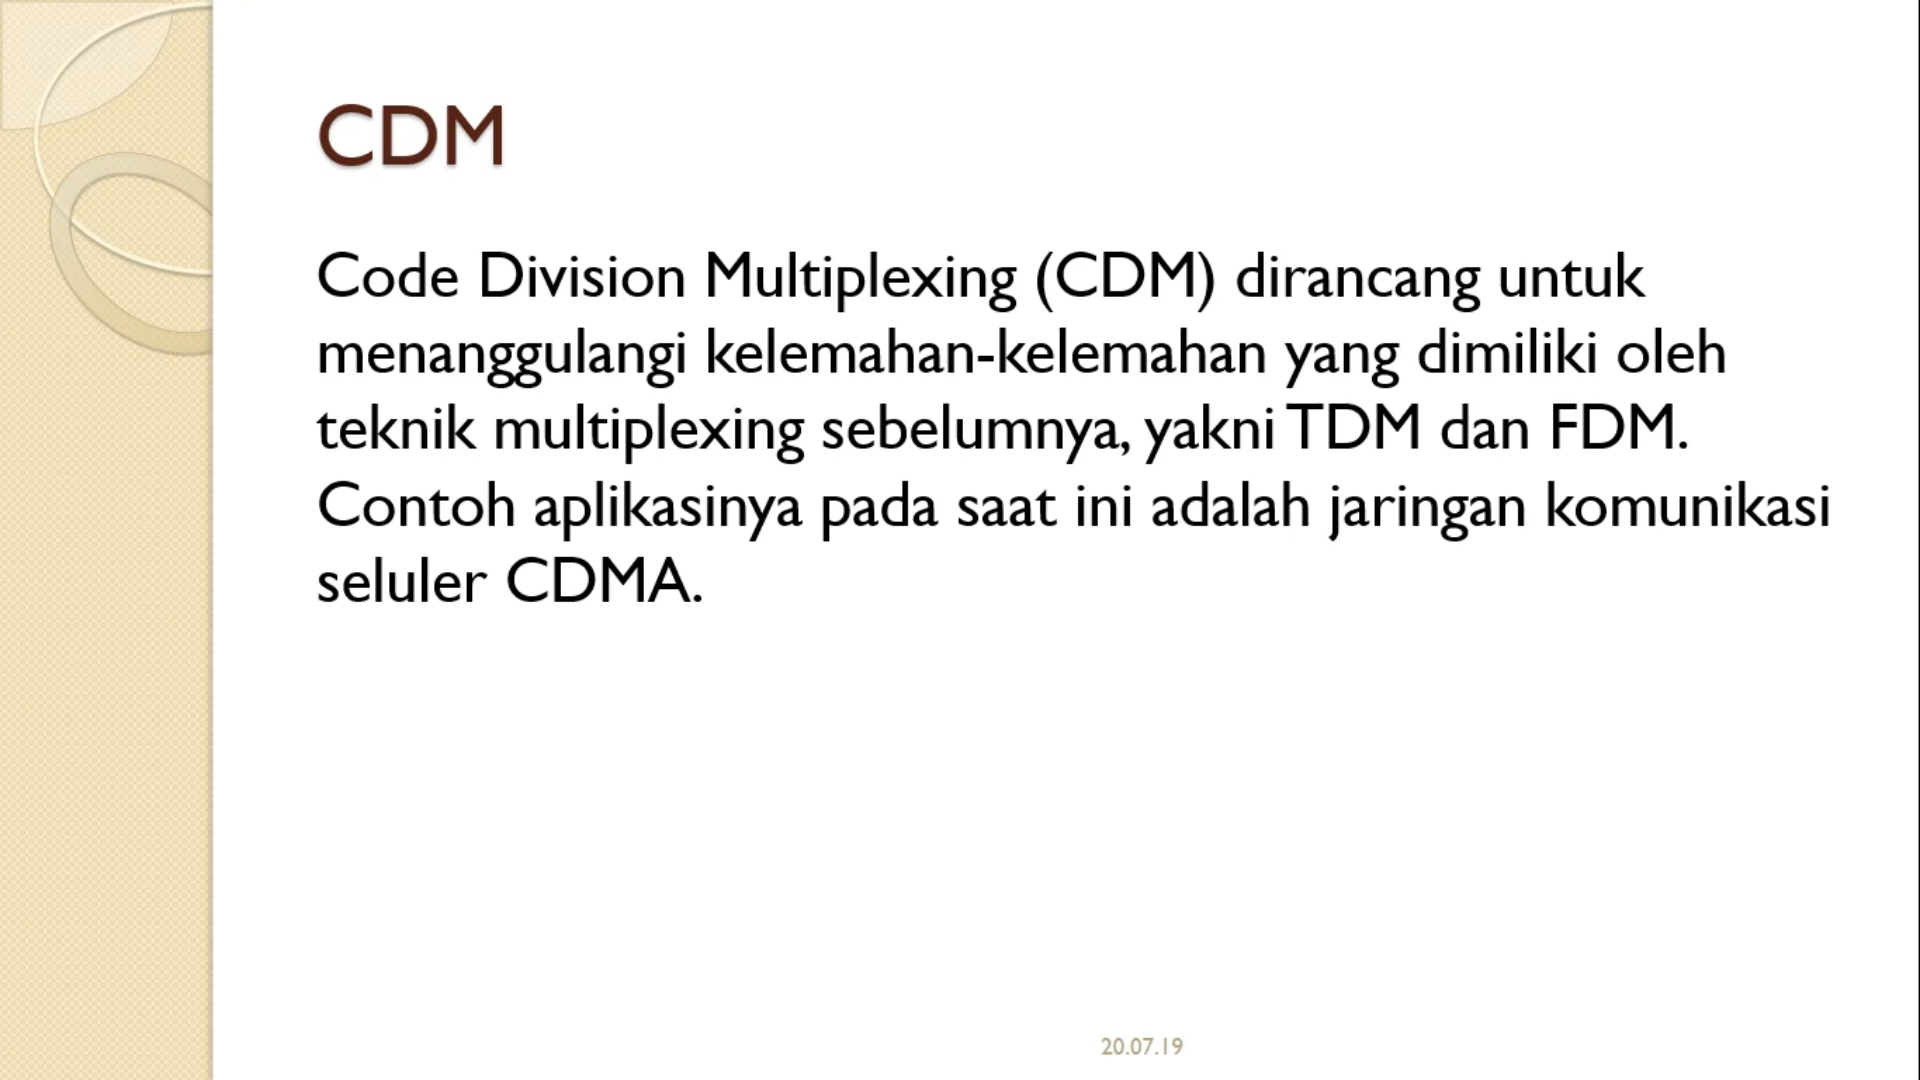 CDM
Code Division Multiplexing (CDM) dirancang untuk
menanggulangi kelemahan-kelemahan yang dimiliki oleh
teknik multiplexing sebelumnya, yakni TDM dan FDM.
Contoh aplikasinya pada saat ini adalah jaringan komunikasi
seluler CDMA.
20.07.19